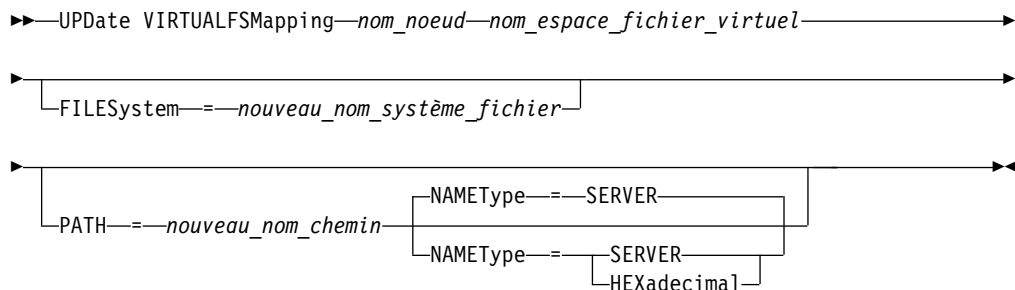 UPDate VIRTUALFSMapping nom_noeud nom_espace_fichier_virtuel
FILESystem = nouveau_nom_système_fichier
NAMEType = SERVER
PATH = nouveau_nom_chemin
NAMEType = SERVER
HEXadecimal